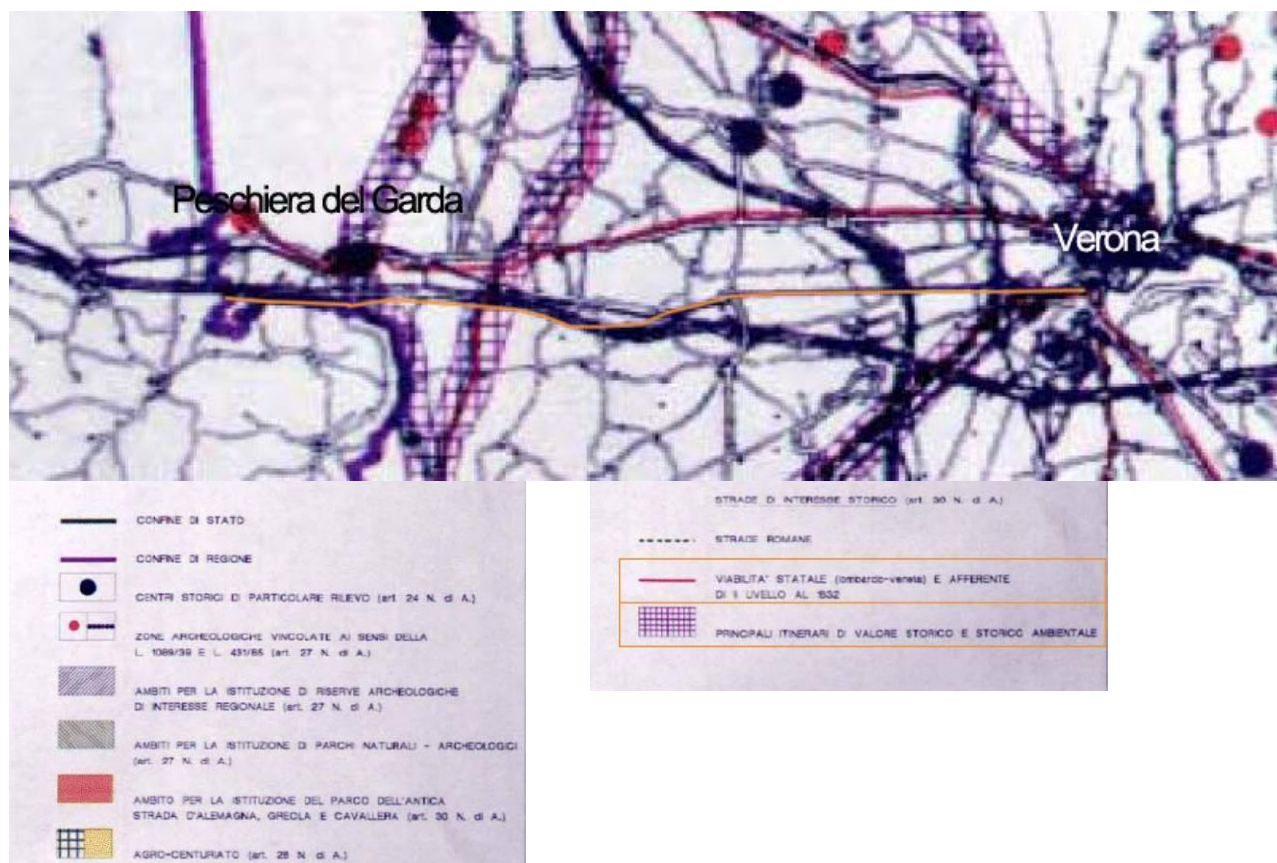 Peschiera del Garda
Verona
CONFINE DI STATO
CONFINE DI REGIONE
CENTRI STORICI DI PARTICOLARE RILIEVO (art. 24 N. di A.)
ZONE ARCHEOLOGICHE VINCOLATE AI SENSI DELLA
L. 1089/39 E L. 431/85 (art. 27 N. di A.)
AMBITI PER LA ISTITUZIONE DI RISERVE ARCHEOLOGICHE
DI INTERESSE REGIONALE (art. 27 N. di A.)
AMBITI PER LA ISTITUZIONE DI PARCHI NATURALI - ARCHEOLOGICI
(art. 27 N. di A.)
AMBITO PER LA ISTITUZIONE DEL PARCO DELL'ANTICA
STRADA D'ALEMAGNA, GRECLA E CAVALLERA (art. 30 N. di A.)
AGRO-CENTURIATO (art. 28 N. di A.)
STRADE DI INTERESSE STORICO (art. 30 N. di A.)
STRADE ROMANE
VIABILITA' STATALE (lombardo-veneta) E AFFERENTE
DI II LIVELLO AL 1832
PRINCIPALI ITINERARI DI VALORE STORICO E STORICO AMBIENTALE